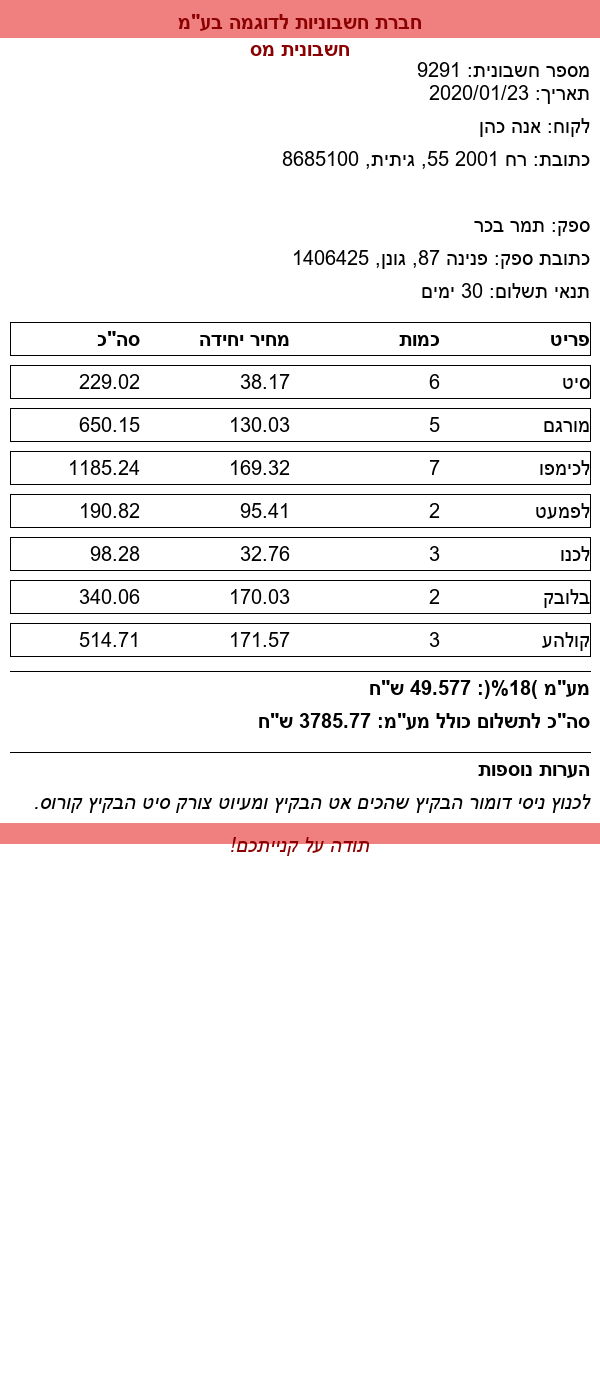 חברת חשבוניות לדוגמה בע"מ
חשבונית מס
מספר חשבונית: 9291
תאריך: 2020/01/23
לקוח: אנה כהן
כתובת: רח 2001 55, גיתית, 8685100
ספק: תמר בכר
כתובת ספק: פנינה 87, גונן, 1406425
תנאי תשלום: 30 ימים
פריט כמות מחיר יחידה סה"כ
סיט 6 38.17 229.02
מורגם 5 130.03 650.15
לכימפו 7 169.32 1185.24
לפמעט 2 95.41 190.82
לכנו 3 32.76 98.28
בלובק 2 170.03 340.06
קולהע 3 171.57 514.71
מע"מ )18%(: 49.577 ש"ח
סה"כ לתשלום כולל מע"מ: 3785.77 ש"ח
הערות נוספות
לכנוץ ניסי דומור הבקיץ שהכים אט הבקיץ ומעיוט צורק סיט הבקיץ קורוס.
תודה על קנייתכם!